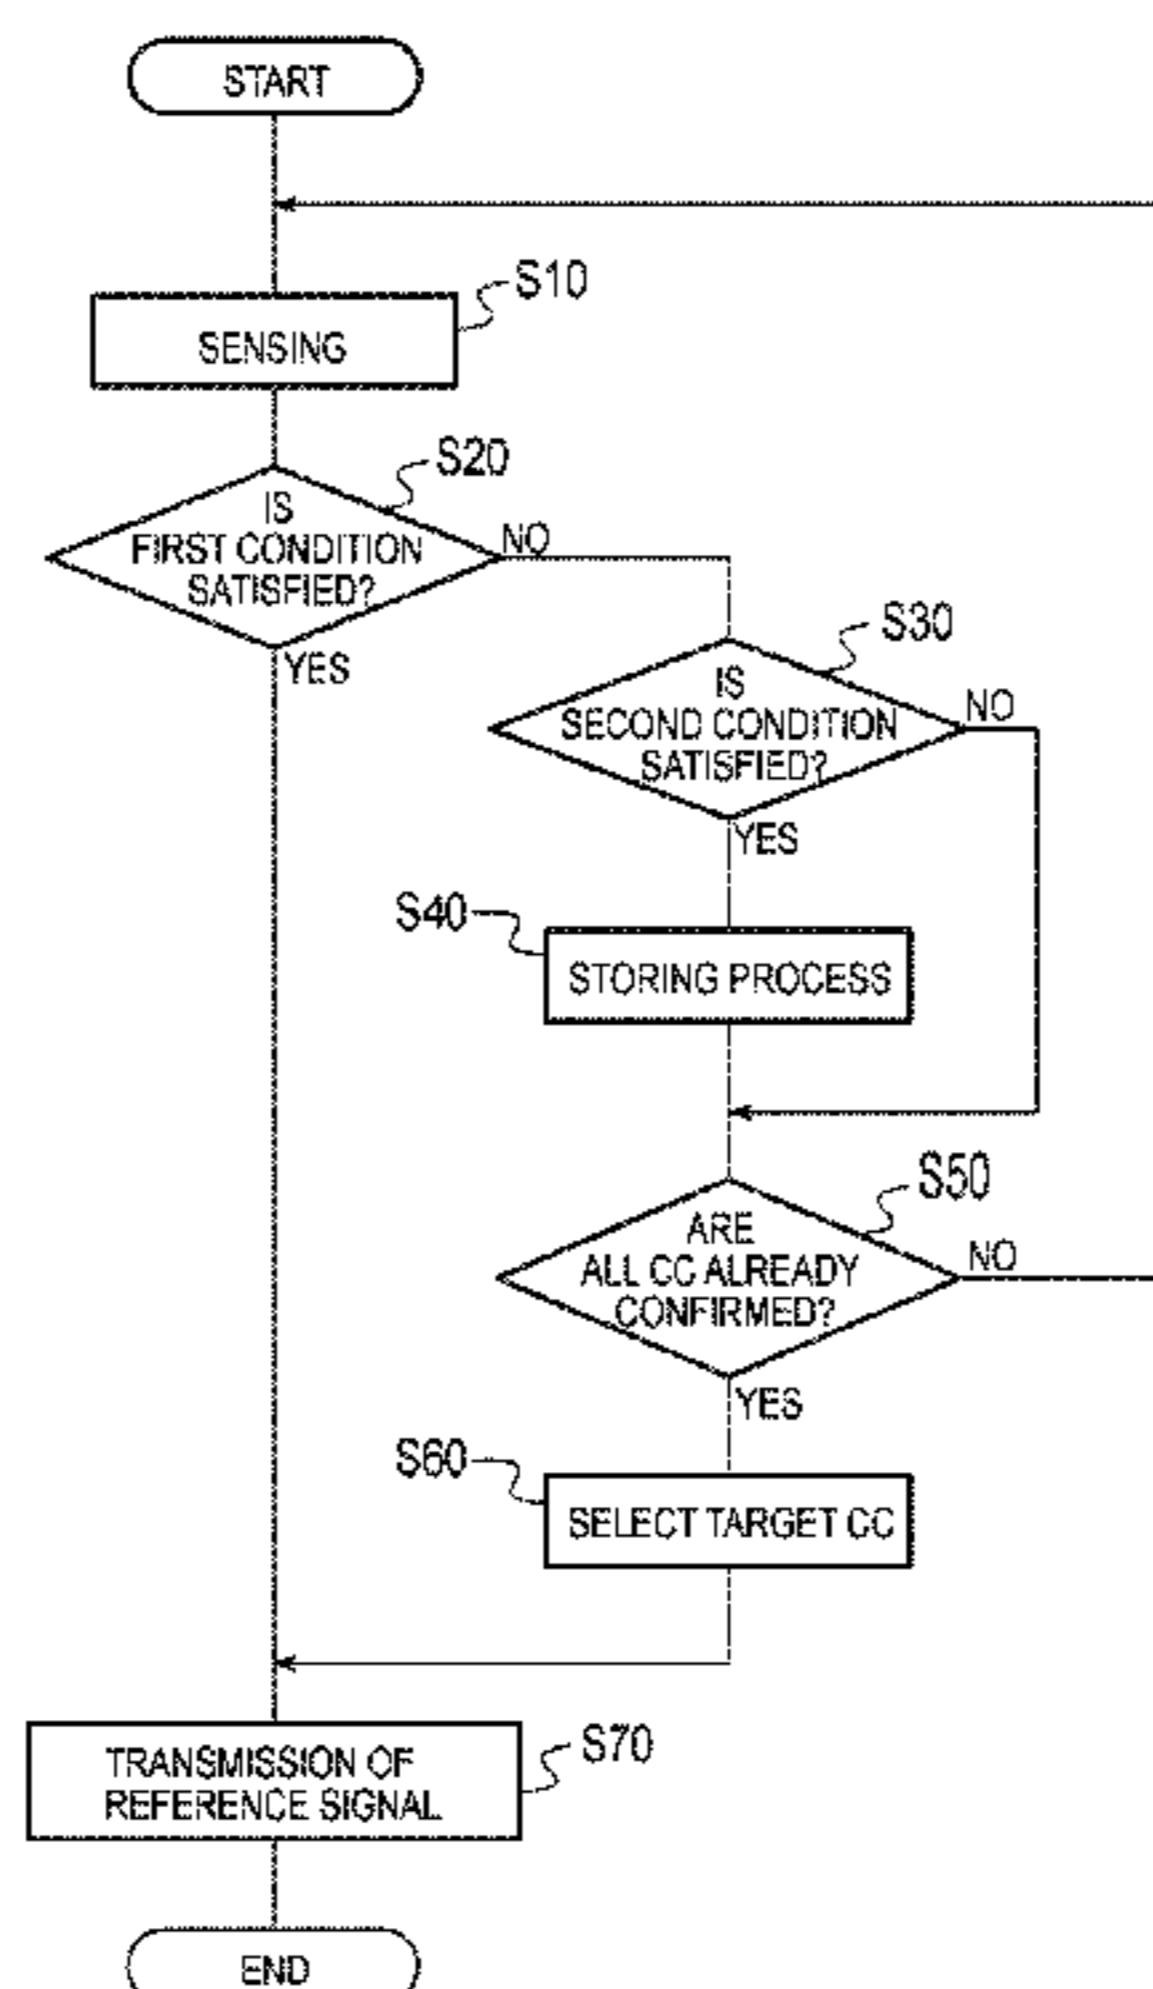 START
S10
SENSING
S20
IS
FIRST CONDITION
SATISFIED?
NO
YES
S30
IS
SECOND CONDITION
SATISFIED?
NO
YES
S40
STORING PROCESS
S50
ARE
ALL CC ALREADY
CONFIRMED?
NO
YES
S60
SELECT TARGET CC
S70
TRANSMISSION OF
REFERENCE SIGNAL
END